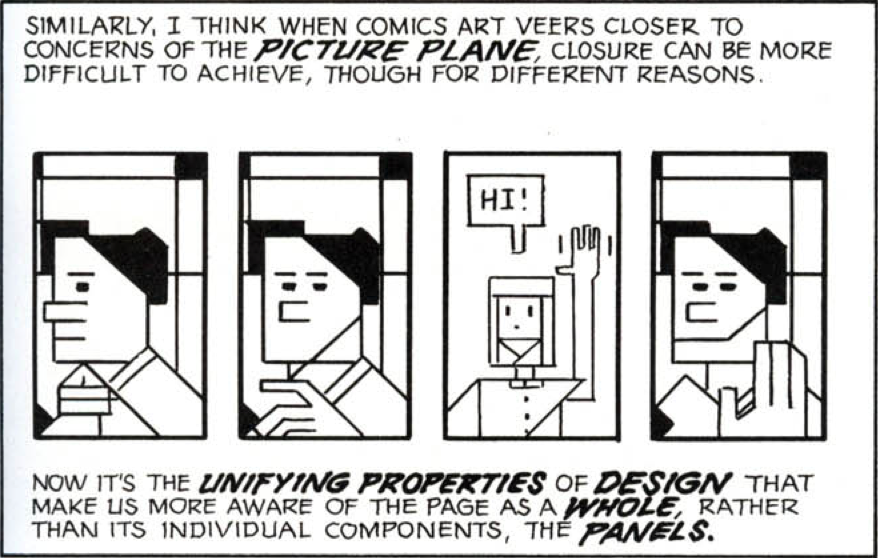 SIMILARLY, I THINK WHEN COMICS ART VEERS CLOSER TO
CONCERNS OF THE PICTURE PLANE, CLOSURE CAN BE MORE
DIFFICULT TO ACHIEVE, THOUGH FOR DIFFERENT REASONS.
HI!
NOW IT'S THE UNIFYING PROPERTIES OF DESIGN THAT
MAKE US MORE AWARE OF THE PAGE AS A WHOLE, RATHER
THAN ITS INDIVIDUAL COMPONENTS, THE PANELS.